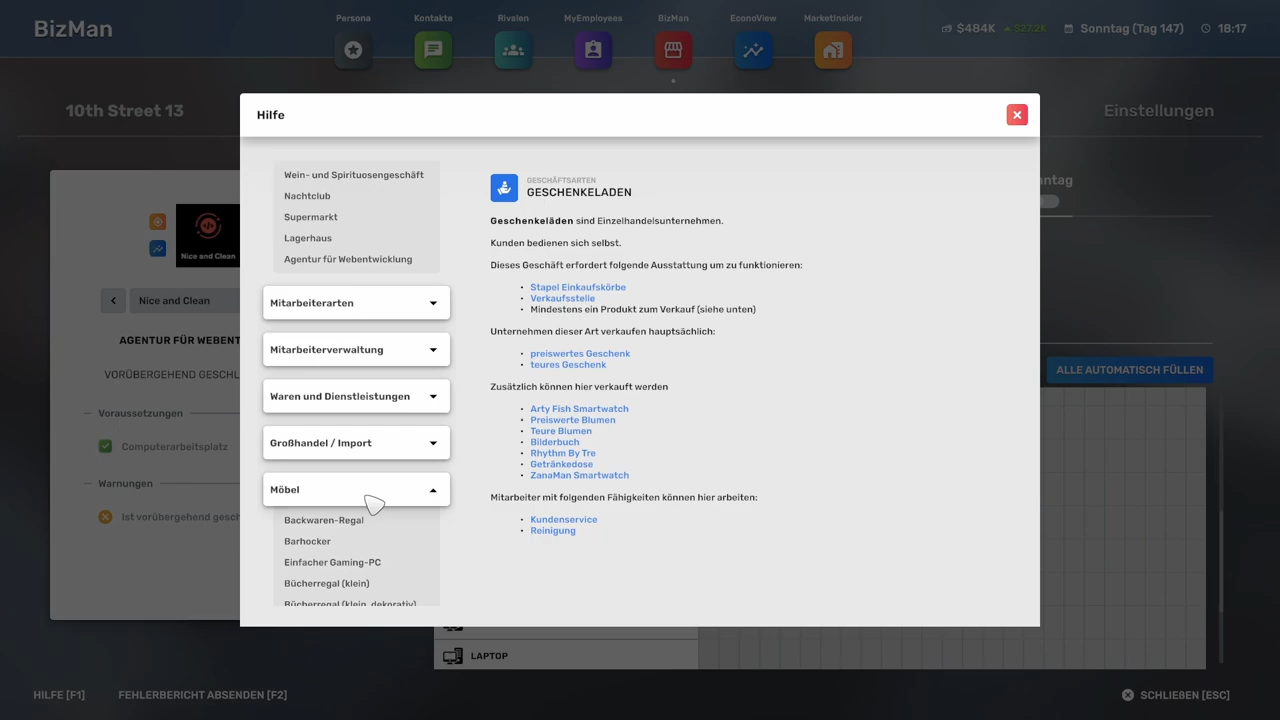 BizMan
Persona
Kontakte
Rivalen
MyEmployees
BizMan
EconoView
MarketInsider
$484K
$27.2K
Sonntag (Tag 147)
18:17
10th Street 13
Einstellungen
Hilfe
Wein- und Spirituosengeschäft
Nachtclub
Supermarkt
Lagerhaus
Agentur für Webentwicklung
Mitarbeiterarten
Mitarbeiterverwaltung
Waren und Dienstleistungen
Großhandel / Import
Möbel
Backwaren-Regal
Barhocker
Einfacher Gaming-PC
Bücherregal (klein)
Bücherregal (klein, dekorativ)
GESCHÄFTSARTEN
GESCHENKELADEN
Geschenkeläden sind Einzelhandelsunternehmen.
Kunden bedienen sich selbst.
Dieses Geschäft erfordert folgende Ausstattung um zu funktionieren:
• Stapel Einkaufskörbe
• Verkaufsstelle
• Mindestens ein Produkt zum Verkauf (siehe unten)
Unternehmen dieser Art verkaufen hauptsächlich:
• preiswertes Geschenk
• teures Geschenk
Zusätzlich können hier verkauft werden
• Arty Fish Smartwatch
• Preiswerte Blumen
• Teure Blumen
• Bilderbuch
• Rhythm By Tre
• Getränkedose
• ZanaMan Smartwatch
Mitarbeiter mit folgenden Fähigkeiten können hier arbeiten:
• Kundenservice
• Reinigung
Nice and Clean
Nice and Clean
AGENTUR FÜR WEBENT
VORÜBERGEHEND GESCHL
Voraussetzungen
Computerarbeitsplatz
Warnungen
Ist vorübergehend gesch
ntag
ALLE AUTOMATISCH FÜLLEN
LAPTOP
HILFE [F1]
FEHLERBERICHT ABSENDEN [F2]
SCHLIEßEN [ESC]